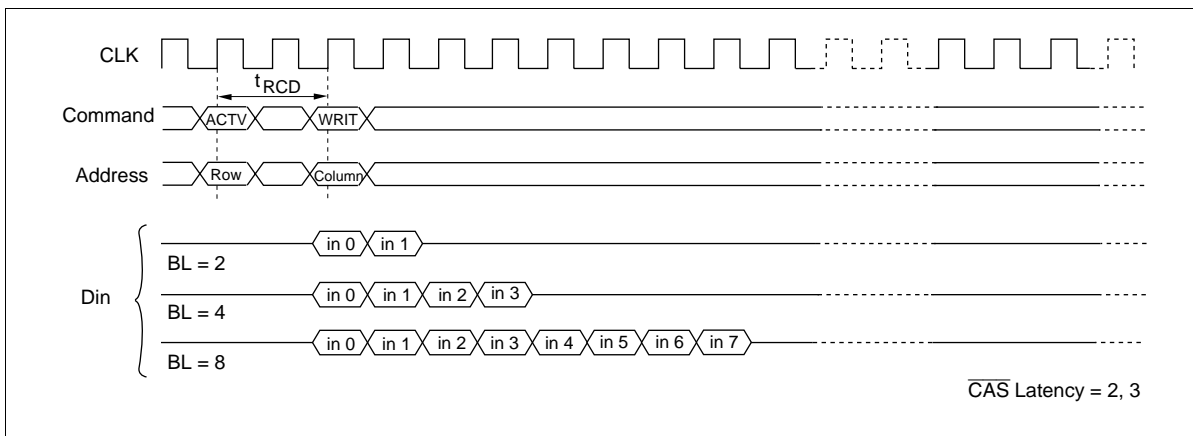 CLK
tRCD
Command ACTV WRIT
Address Row Column
Din
in 0 in 1
BL = 2
in 0 in 1 in 2 in 3
BL = 4
in 0 in 1 in 2 in 3 in 4 in 5 in 6 in 7
BL = 8
C̅A̅S̅ Latency = 2, 3